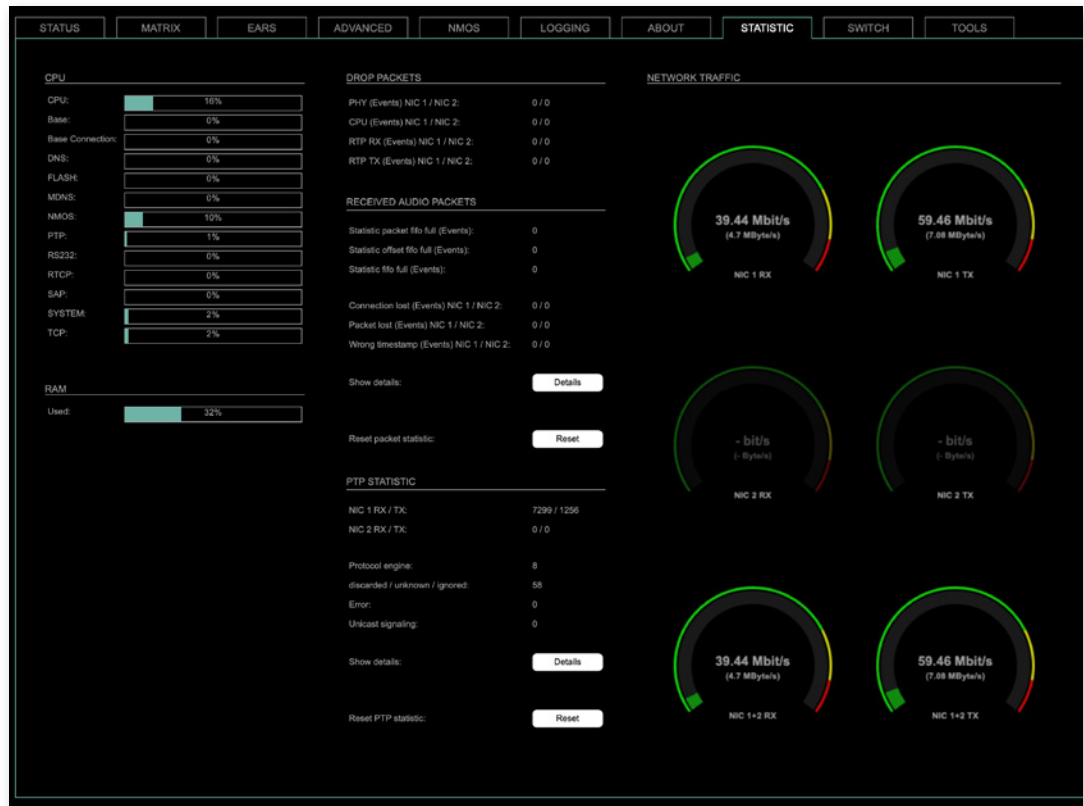 STATUS MATRIX EARS ADVANCED NMOS LOGGING ABOUT STATISTIC SWITCH TOOLS
CPU
CPU: 16%
Base: 0%
Base Connection: 0%
DNS: 0%
FLASH: 0%
MDNS: 0%
NMOS: 10%
PTP: 1%
RS232: 0%
RTCP: 0%
SAP: 0%
SYSTEM: 2%
TCP: 2%
RAM
Used: 32%
DROP PACKETS
PHY (Events) NIC 1 / NIC 2: 0 / 0
CPU (Events) NIC 1 / NIC 2: 0 / 0
RTP RX (Events) NIC 1 / NIC 2: 0 / 0
RTP TX (Events) NIC 1 / NIC 2: 0 / 0
RECEIVED AUDIO PACKETS
Statistic packet fifo full (Events): 0
Statistic offset fifo full (Events): 0
Statistic fifo full (Events): 0
Connection lost (Events) NIC 1 / NIC 2: 0 / 0
Packet lost (Events) NIC 1 / NIC 2: 0 / 0
Wrong timestamp (Events) NIC 1 / NIC 2: 0 / 0
Show details: Details
Reset packet statistic: Reset
PTP STATISTIC
NIC 1 RX / TX: 7299 / 1256
NIC 2 RX / TX: 0 / 0
Protocol engine: 8
discarded / unknown / ignored: 58
Error: 0
Unicast signaling: 0
Show details: Details
Reset PTP statistic: Reset
NETWORK TRAFFIC
39.44 Mbit/s
(4.7 MByte/s)
NIC 1 RX
59.46 Mbit/s
(7.08 MByte/s)
NIC 1 TX
- bit/s
(- Byte/s)
NIC 2 RX
- bit/s
(- Byte/s)
NIC 2 TX
39.44 Mbit/s
(4.7 MByte/s)
NIC 1+2 RX
59.46 Mbit/s
(7.08 MByte/s)
NIC 1+2 TX